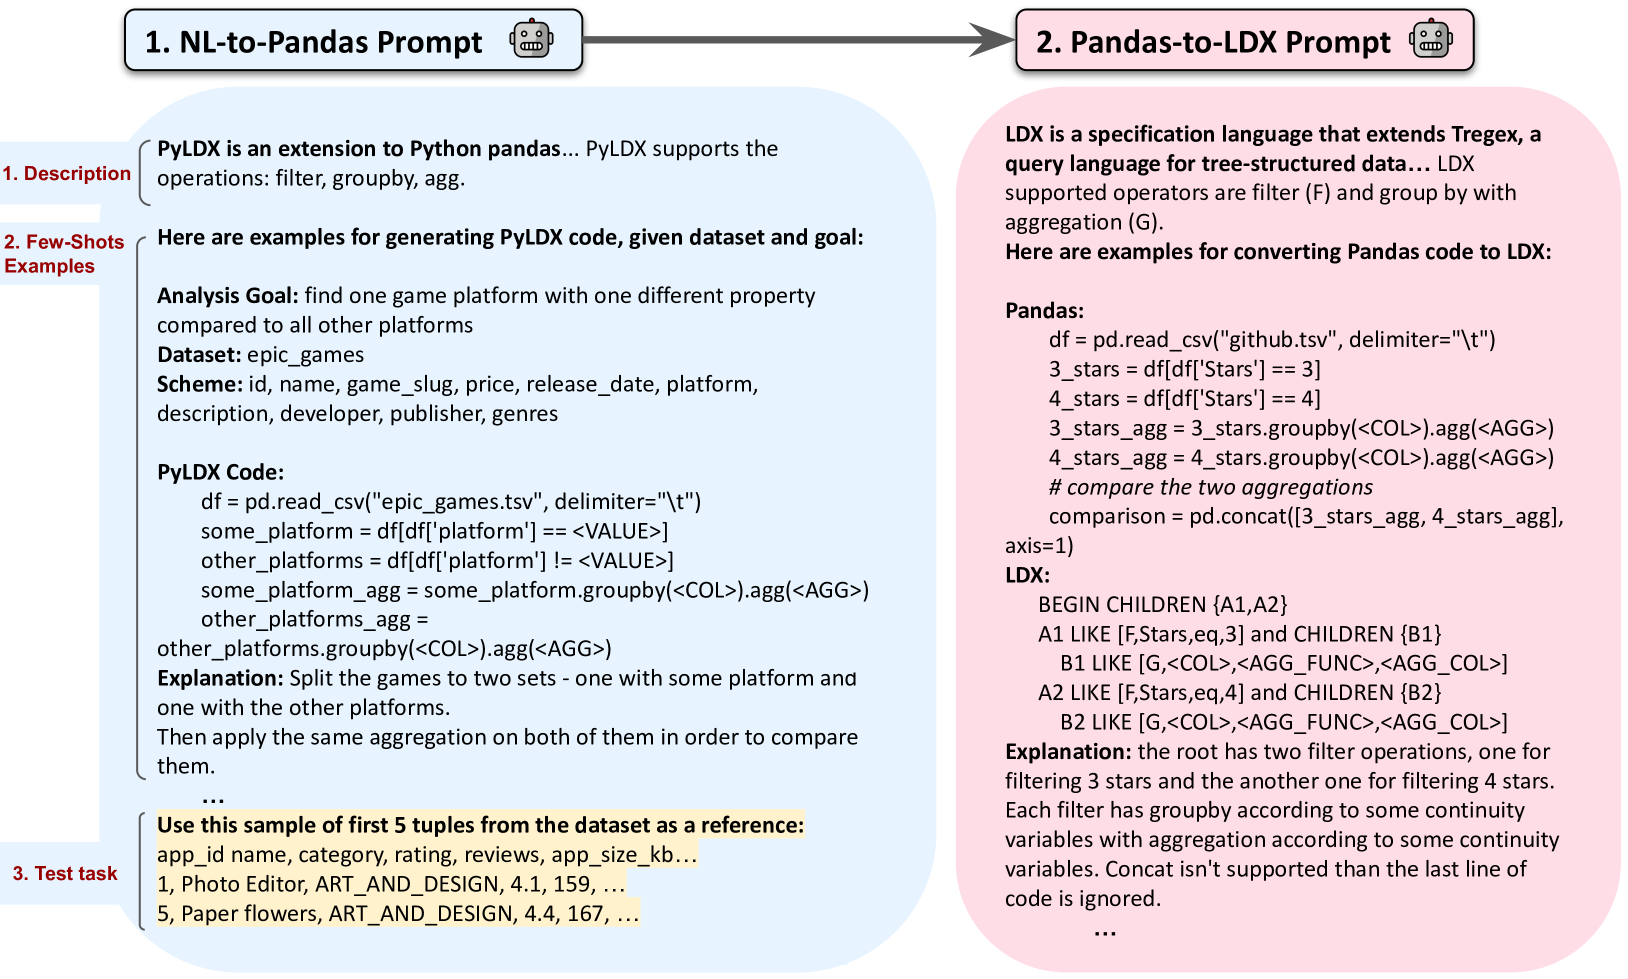 1. NL-to-Pandas Prompt
2. Pandas-to-LDX Prompt
1. Description
PyLDX is an extension to Python pandas... PyLDX supports the
operations: filter, groupby, agg.
2. Few-Shots
Examples
Here are examples for generating PyLDX code, given dataset and goal:
Analysis Goal: find one game platform with one different property
compared to all other platforms
Dataset: epic_games
Scheme: id, name, game_slug, price, release_date, platform,
description, developer, publisher, genres
PyLDX Code:
df = pd.read_csv("epic_games.tsv", delimiter="\t")
some_platform = df[df['platform'] == <VALUE>]
other_platforms = df[df['platform'] != <VALUE>]
some_platform_agg = some_platform.groupby(<COL>).agg(<AGG>)
other_platforms_agg =
other_platforms.groupby(<COL>).agg(<AGG>)
Explanation: Split the games to two sets - one with some platform and
one with the other platforms.
Then apply the same aggregation on both of them in order to compare
them.
...
3. Test task
Use this sample of first 5 tuples from the dataset as a reference:
app_id name, category, rating, reviews, app_size_kb...
1, Photo Editor, ART_AND_DESIGN, 4.1, 159, ...
5, Paper flowers, ART_AND_DESIGN, 4.4, 167, ...
LDX is a specification language that extends Tregex, a
query language for tree-structured data... LDX
supported operators are filter (F) and group by with
aggregation (G).
Here are examples for converting Pandas code to LDX:
Pandas:
df = pd.read_csv("github.tsv", delimiter="\t")
3_stars = df[df['Stars'] == 3]
4_stars = df[df['Stars'] == 4]
3_stars_agg = 3_stars.groupby(<COL>).agg(<AGG>)
4_stars_agg = 4_stars.groupby(<COL>).agg(<AGG>)
# compare the two aggregations
comparison = pd.concat([3_stars_agg, 4_stars_agg],
axis=1)
LDX:
BEGIN CHILDREN {A1,A2}
A1 LIKE [F,Stars,eq,3] and CHILDREN {B1}
B1 LIKE [G,<COL>,<AGG_FUNC>,<AGG_COL>]
A2 LIKE [F,Stars,eq,4] and CHILDREN {B2}
B2 LIKE [G,<COL>,<AGG_FUNC>,<AGG_COL>]
Explanation: the root has two filter operations, one for
filtering 3 stars and the another one for filtering 4 stars.
Each filter has groupby according to some continuity
variables with aggregation according to some continuity
variables. Concat isn't supported than the last line of
code is ignored.
...